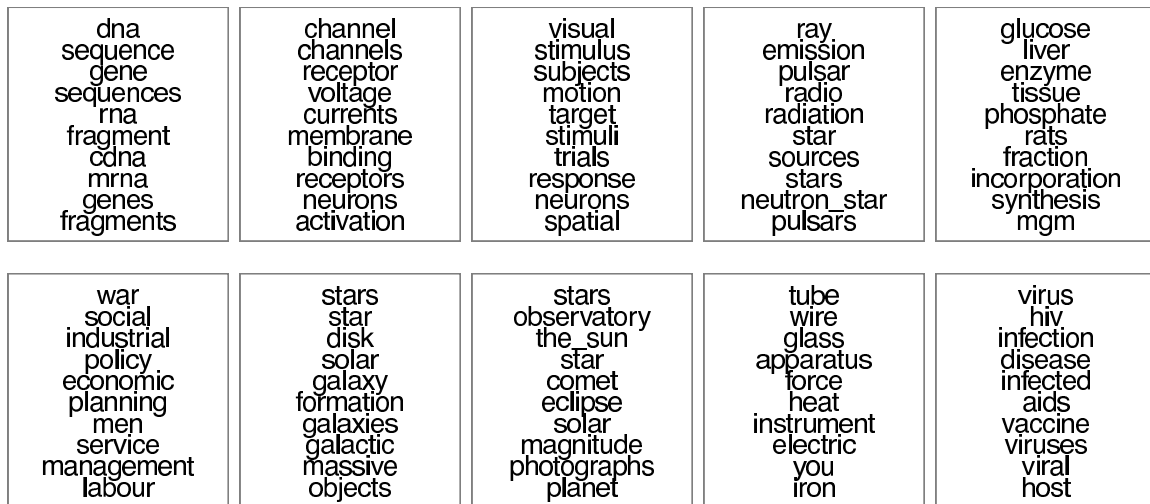 dna
sequence
gene
sequences
rna
fragment
cdna
mrna
genes
fragments
channel
channels
receptor
voltage
currents
membrane
binding
receptors
neurons
activation
visual
stimulus
subjects
motion
target
stimuli
trials
response
neurons
spatial
ray
emission
pulsar
radio
radiation
star
sources
stars
neutron_star
pulsars
glucose
liver
enzyme
tissue
phosphate
rats
fraction
incorporation
synthesis
mgm
war
social
industrial
policy
economic
planning
men
service
management
labour
stars
star
disk
solar
galaxy
formation
galaxies
galactic
massive
objects
stars
observatory
the_sun
star
comet
eclipse
solar
magnitude
photographs
planet
tube
wire
glass
apparatus
force
heat
instrument
electric
you
iron
virus
hiv
infection
disease
infected
aids
vaccine
viruses
viral
host